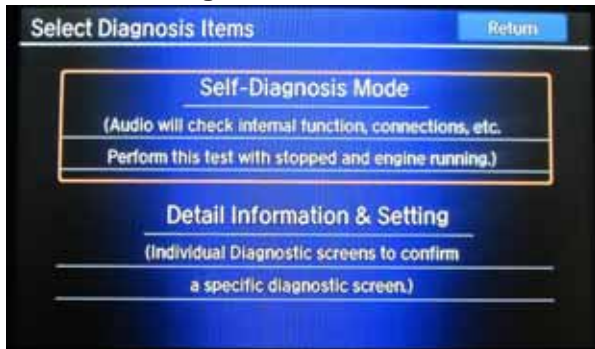 Select Diagnosis Items
Return
Self-Diagnosis Mode
(Audio will check internal function, connections, etc.
Perform this test with stopped and engine running.)
Detail Information & Setting
(Individual Diagnostic screens to confirm
a specific diagnostic screen.)